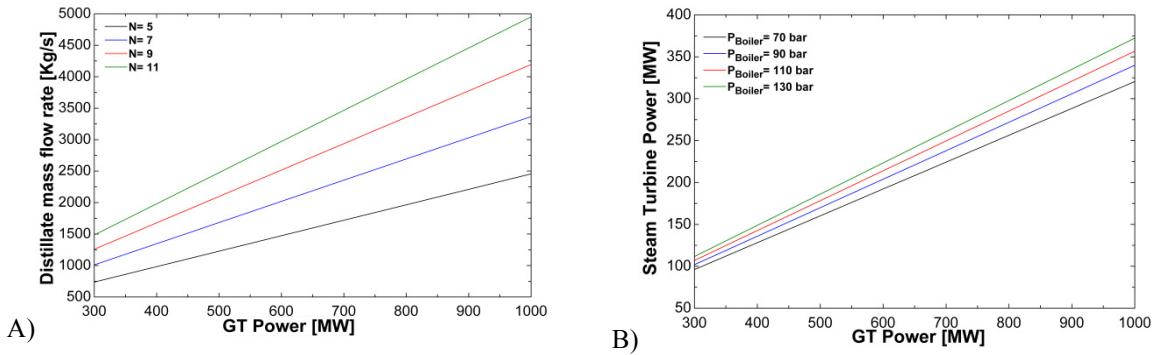 5000
4500
4000
3500
3000
2500
2000
1500
1000
500
Distillate mass flow rate [Kg/s]
N= 5
N= 7
N= 9
N= 11
300 400 500 600 700 800 900 1000
GT Power [MW]
A)
400
350
300
250
200
150
100
50
Steam Turbine Power [MW]
PBoiler= 70 bar
PBoiler= 90 bar
PBoiler= 110 bar
PBoiler= 130 bar
300 400 500 600 700 800 900 1000
GT Power [MW]
B)